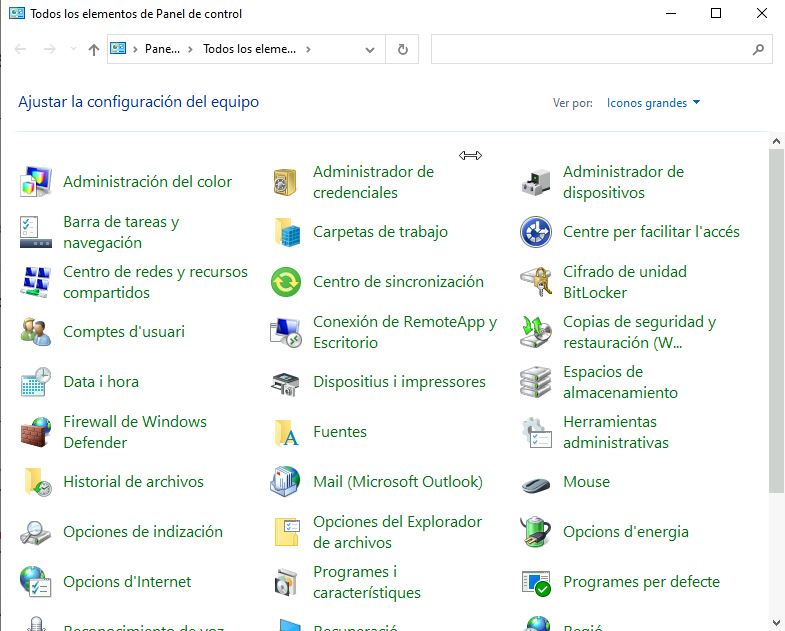 Todos los elementos de Panel de control
Pane...
Todos los eleme...
Ajustar la configuración del equipo
Ver por:
Iconos grandes
Administración del color
Administrador de
credenciales
Administrador de
dispositivos
Barra de tareas y
navegación
Carpetas de trabajo
Centre per facilitar l'accés
Centro de redes y recursos
compartidos
Centro de sincronización
Cifrado de unidad
BitLocker
Comptes d'usuari
Conexión de RemoteApp y
Escritorio
Copias de seguridad y
restauración (W...
Data i hora
Dispositius i impressores
Espacios de
almacenamiento
Firewall de Windows
Defender
Fuentes
Herramientas
administrativas
Historial de archivos
Mail (Microsoft Outlook)
Mouse
Opciones de indización
Opciones del Explorador
de archivos
Opcions d'energia
Opcions d'Internet
Programes i
característiques
Programes per defecte
Reconocimiento de voz
Recuperació
Regió